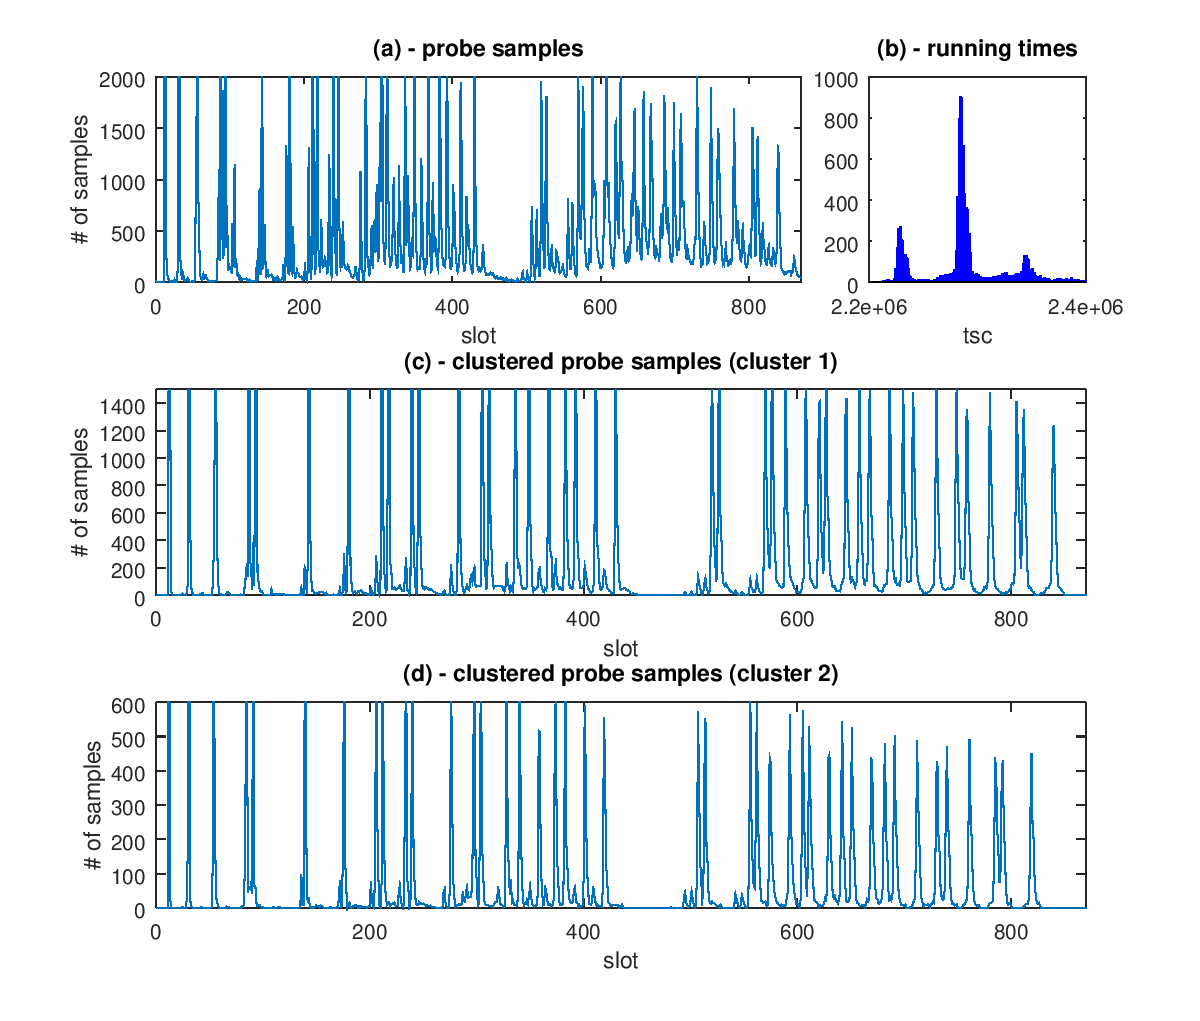 (a) - probe samples
2000
1500
1000
500
0
# of samples
0 200 400 600 800
slot
(b) - running times
1000
800
600
400
200
0
2.2e+06 2.4e+06
tsc
(c) - clustered probe samples (cluster 1)
1400
1200
1000
800
600
400
200
0
# of samples
0 200 400 600 800
slot
(d) - clustered probe samples (cluster 2)
600
500
400
300
200
100
0
# of samples
0 200 400 600 800
slot